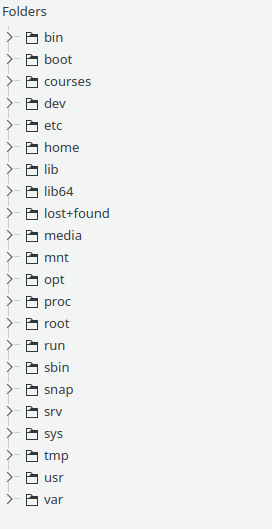 Folders
bin
boot
courses
dev
etc
home
lib
lib64
lost+found
media
mnt
opt
proc
root
run
sbin
snap
srv
sys
tmp
usr
var